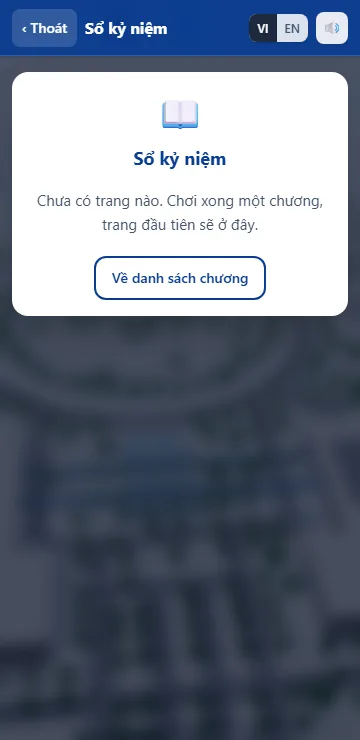 ‹ Thoát
Sổ kỷ niệm
VI
EN
Sổ kỷ niệm
Chưa có trang nào. Chơi xong một chương,
trang đầu tiên sẽ ở đây.
Về danh sách chương